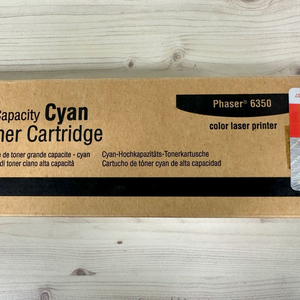 Capacity Cyan
ner Cartridge
Phaser® 6350
color laser printer
e de toner grande capacite - cyan
di toner ciano alta capacità
Cyan-Hochkapazitäts-Tonerkartusche
Cartucho de tóner cian de alta capacidad